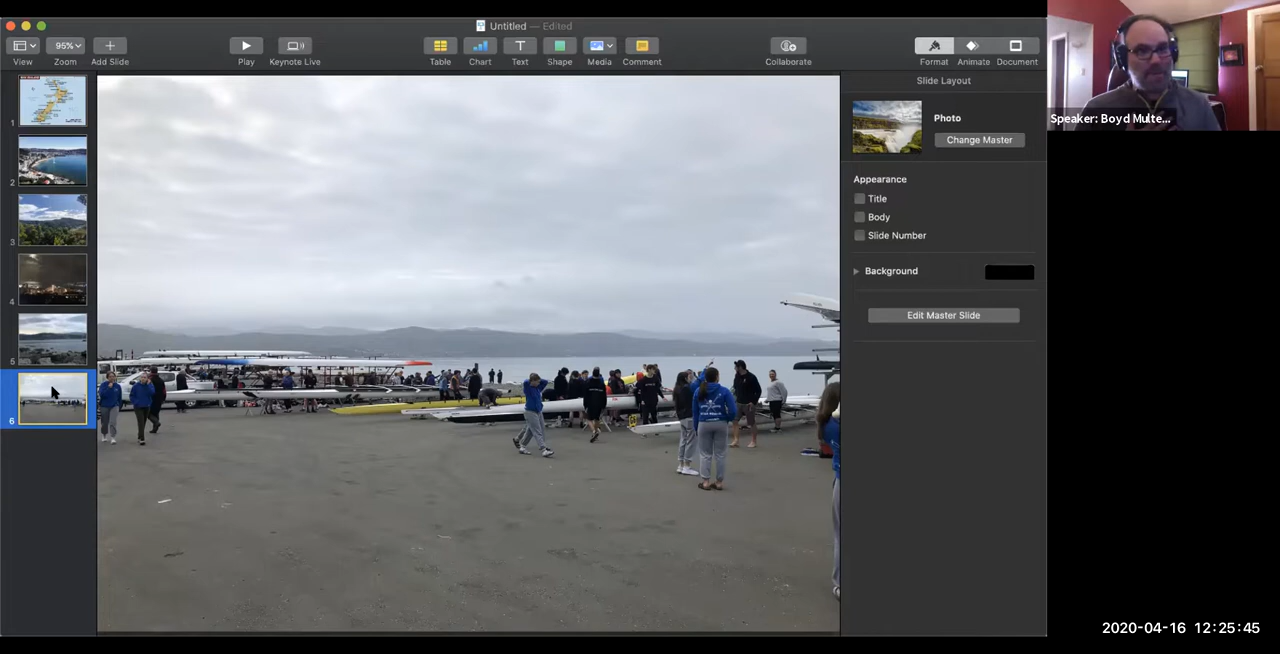 Untitled — Edited
View
95%
Zoom
Add Slide
Play
Keynote Live
Table
Chart
Text
Shape
Media
Comment
Collaborate
Format
Animate
Document
Slide Layout
Photo
Change Master
Appearance
Title
Body
Slide Number
Background
Edit Master Slide
1
2
3
4
5
6
Speaker: Boyd Multe...
2020-04-16 12:25:45